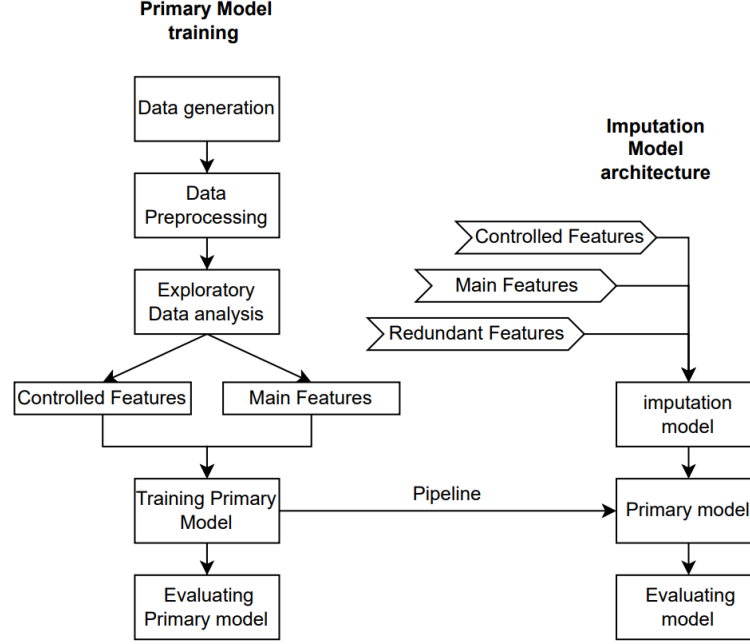 Primary Model
training
Data generation
Data
Preprocessing
Exploratory
Data analysis
Controlled Features
Main Features
Training Primary
Model
Evaluating
Primary model
Pipeline
Imputation
Model
architecture
Controlled Features
Main Features
Redundant Features
imputation
model
Primary model
Evaluating
model